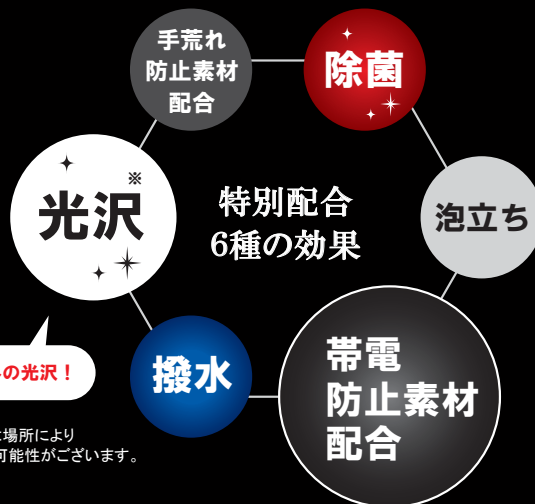 手荒れ
防止素材
配合
除菌
光沢※
特別配合
6種の効果
泡立ち
撥水
帯電
防止素材
配合
の光沢！
場所により
可能性がございます。